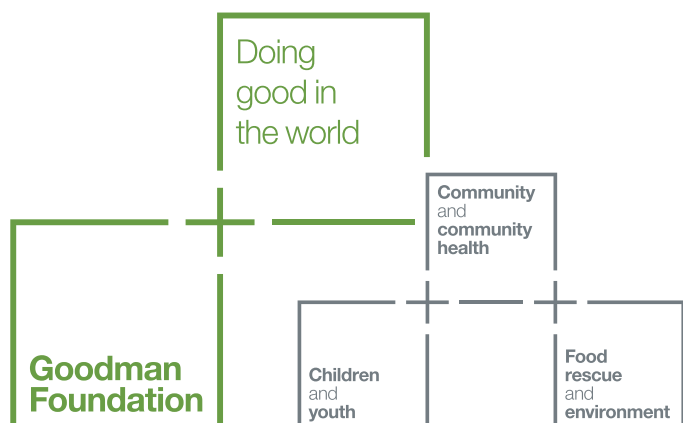 Doing
good in
the world
Community
and
community
health
Goodman
Foundation
Children
and
youth
Food
rescue
and
environment